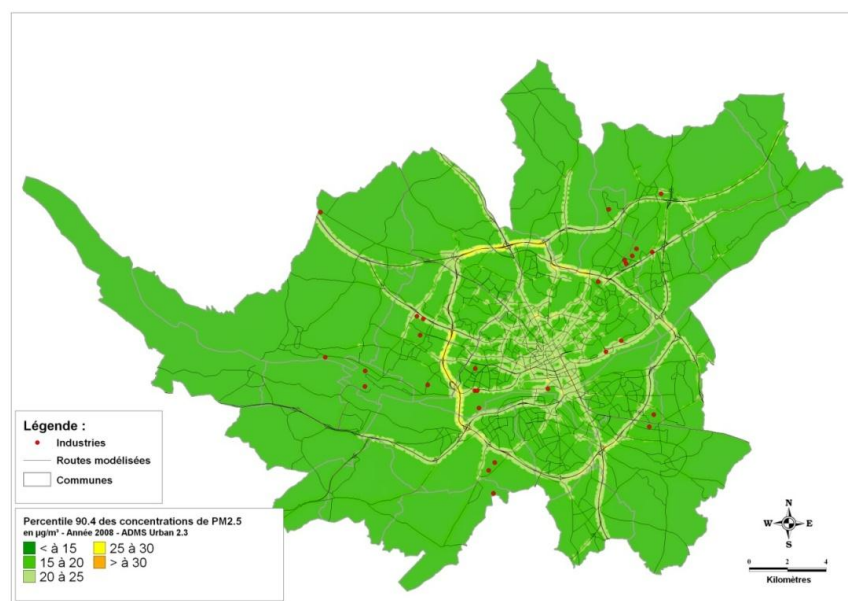 Légende :
Industries
Routes modélisées
Communes
Percentile 90.4 des concentrations de PM2.5
en µg/m³ - Année 2008 - ADMS Urban 2.3
< à 15
25 à 30
15 à 20
> à 30
20 à 25
N
W E
S
0 2 4
Kilomètres